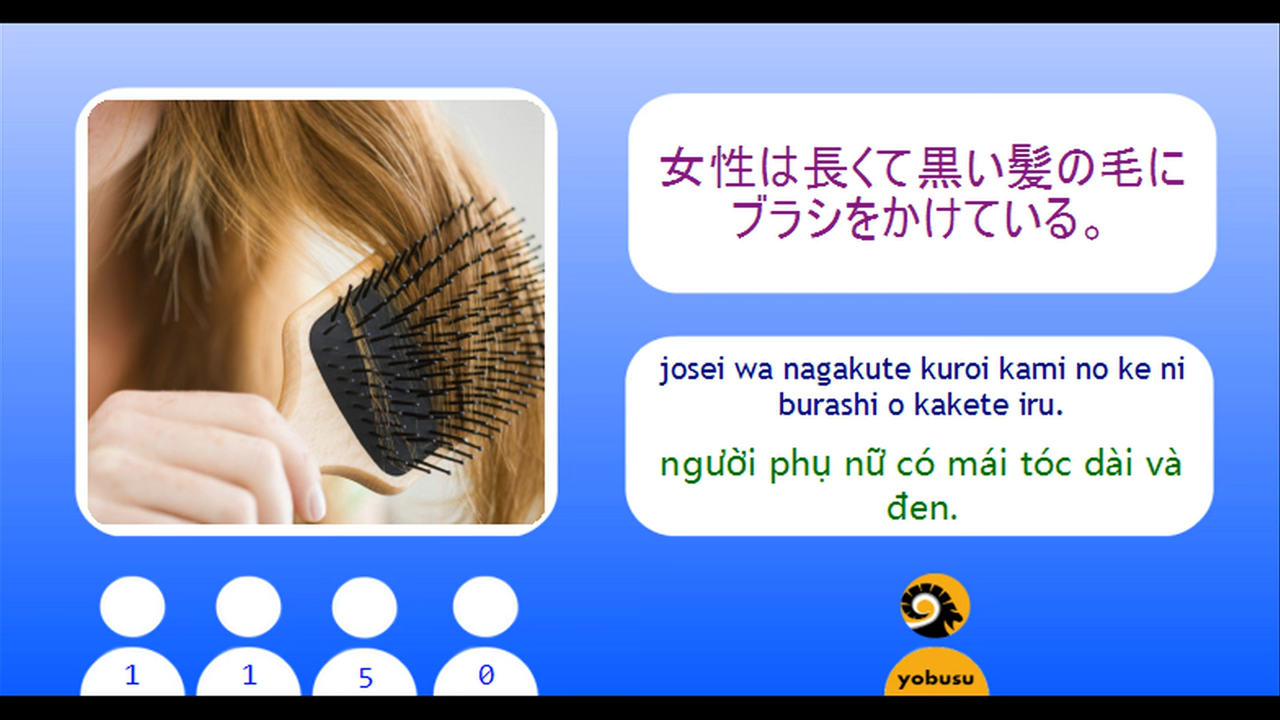 女性は長くて黒い髪の毛に
ブラシをかけている。
josei wa nagakute kuroi kami no ke ni
burashi o kakete iru.
người phụ nữ có mái tóc dài và
đen.
1 1 5 0
yobusu